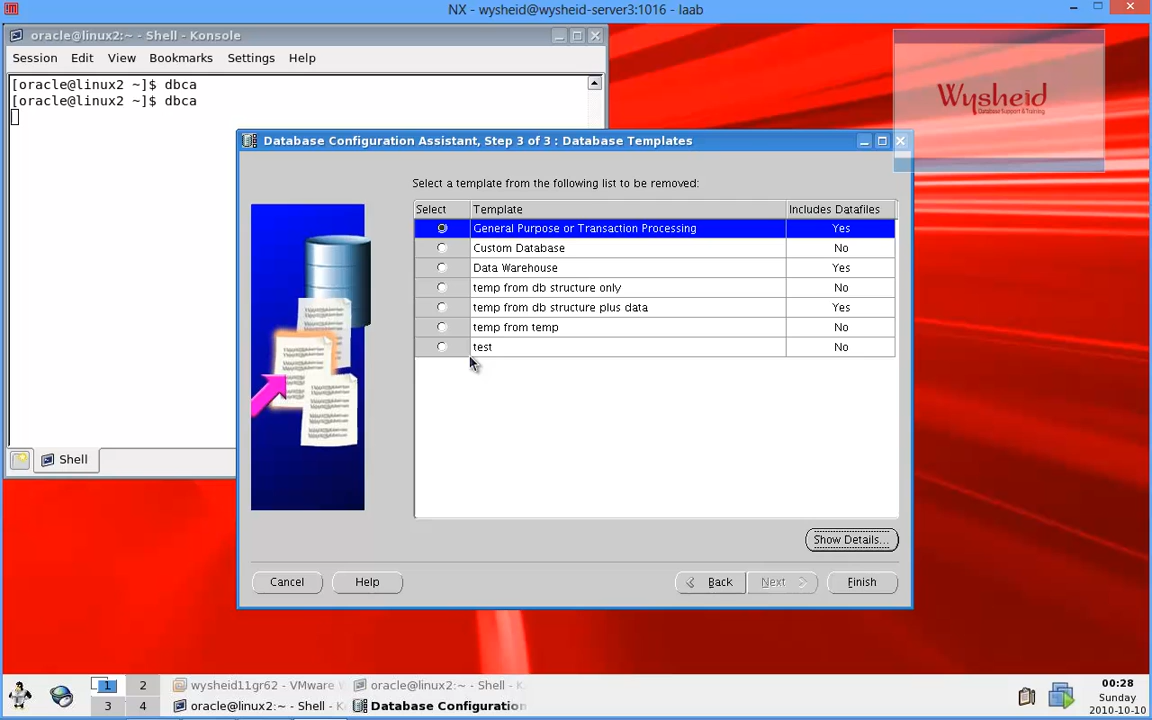 NX - wysheid@wysheid-server3:1016 - laab
oracle@linux2:~ - Shell - Konsole
Session Edit View Bookmarks Settings Help
[oracle@linux2 ~]$ dbca
[oracle@linux2 ~]$ dbca
Wysheid
Database Support & Training
Database Configuration Assistant, Step 3 of 3 : Database Templates
Select a template from the following list to be removed:
Select Template Includes Datafiles
General Purpose or Transaction Processing Yes
Custom Database No
Data Warehouse Yes
temp from db structure only No
temp from db structure plus data Yes
temp from temp No
test No
Shell
Show Details...
Cancel Help Back Next Finish
1 2 wysheid11gr62 - VMware oracle@linux2:~ - Shell - K
3 4 oracle@linux2:~ - Shell - K Database Configuration
00:28
Sunday
2010-10-10